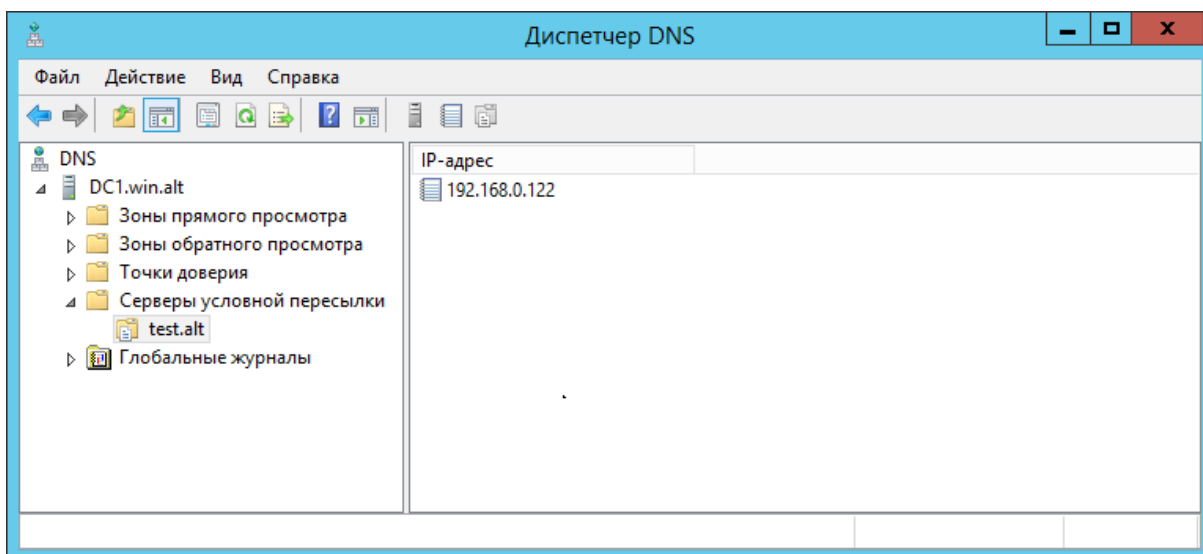 Диспетчер DNS
Файл Действие Вид Справка
DNS
DC1.win.alt
Зоны прямого просмотра
Зоны обратного просмотра
Точки доверия
Серверы условной пересылки
test.alt
Глобальные журналы
IP-адрес
192.168.0.122